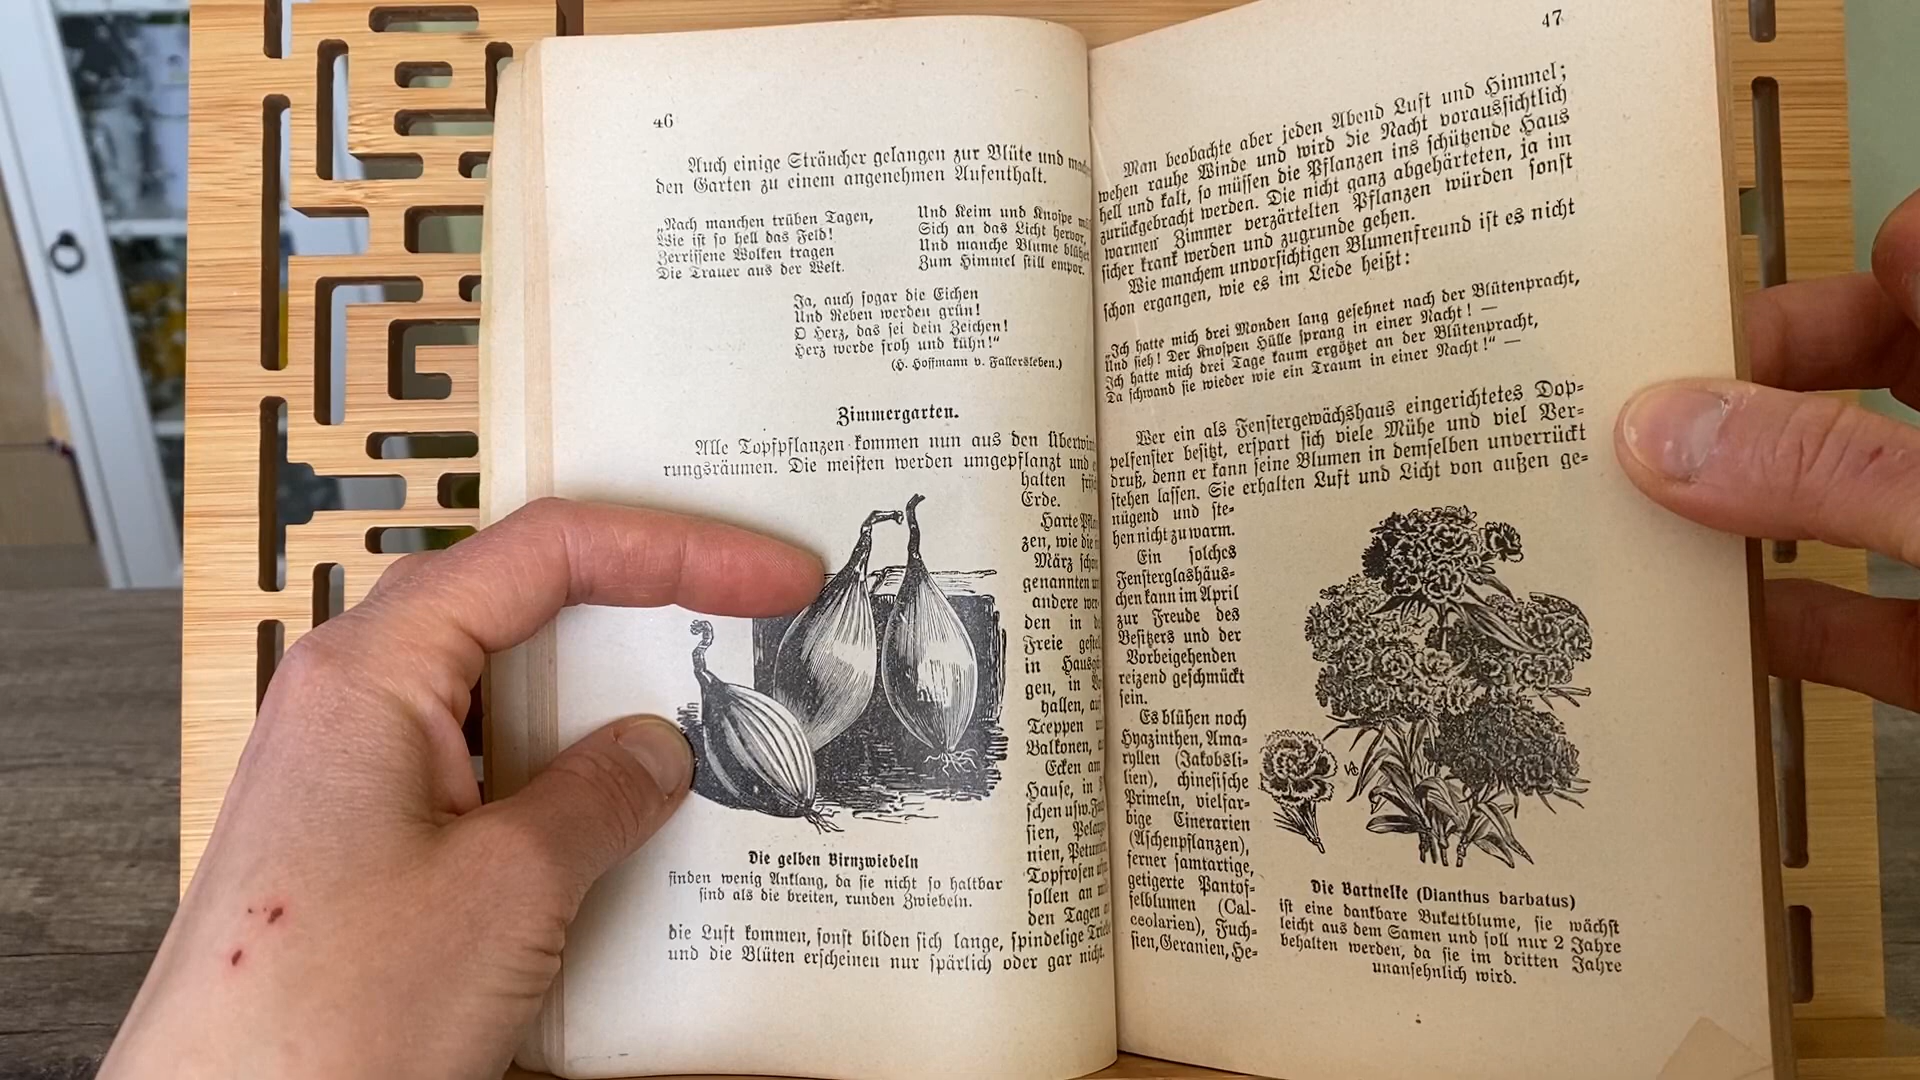 46
Auch einige Sträucher gelangen zur Blüte und
den Garten zu einem angenehmen Aufenthalt.
„Nach manchen trüben Tagen,
Wie ist so hell das Feld!
Zerrissene Wolken tragen
Die Trauer aus der Welt.
Und Keim und Knospe
Sich an das Licht hervor,
Und manche Blume blühet
Zum Himmel still empor.
Ja, auch sogar die Eichen
Und Reben werden grün!
O Herz, das sei dein Zeichen!
Herz werde froh und kühn!“
(H. Hoffmann v. Fallersleben.)
Zimmergarten.
Alle Topfpflanzen kommen nun aus den
rungsräumen. Die meisten werden umgepflanzt und
halten
Erde.
Harte
zen, wie die
März
genannten
andere wer-
den in
Freie
in
gen, in
hallen,
Treppen
Balkonen,
Ecken am
Hause, in
schen usw.
sien,
nien,
Topfrosen
sollen an
den Tagen
die Luft kommen, sonst bilden sich lange, spindelige Triebe
und die Blüten erscheinen nur spärlich oder gar nicht.
Die gelben Birnzwiebeln
finden wenig Anklang, da sie nicht so haltbar
sind als die breiten, runden Zwiebeln.
47
Man beobachte aber jeden Abend Luft und Himmel;
wehen rauhe Winde und wird die Nacht voraussichtlich
hell und kalt, so müssen die Pflanzen ins schützende Haus
zurückgebracht werden. Die nicht ganz abgehärteten, ja im
warmen Zimmer verzärtelten Pflanzen würden sonst
sicher krank werden und zugrunde gehen.
Wie manchem unvorsichtigen Blumenfreund ist es nicht
schon ergangen, wie es im Liede heißt:
„Ich hatte mich drei Monden lang gesehnet nach der Blütenpracht,
Und sieh! Der Knospen Hülle sprang in einer Nacht! —
Ich hatte mich drei Tage kaum ergötzet an der Blütenpracht,
Da schwand sie wieder wie ein Traum in einer Nacht!“ —
Wer ein als Fenstergewächshaus eingerichtetes Dop-
pelfenster besitzt, erspart sich viele Mühe und viel Ver-
druß, denn er kann seine Blumen in demselben unverrückt
stehen lassen. Sie erhalten Luft und Licht von außen ge-
nügend und ste-
hen nicht zu warm.
Ein solches
Fensterglashäus-
chen kann im April
zur Freude des
Besitzers und der
Vorbeigehenden
reizend geschmückt
sein.
Es blühen noch
Hyazinthen, Ama-
ryllen (Jakobsli-
lien), chinesische
Primeln, vielfar-
bige Cinerarien
(Aschenpflanzen),
ferner samtartige,
getigerte Pantof-
felblumen (Cal-
ceolarien), Fuch-
sien, Geranien, He-
Die Bartnelke (Dianthus barbatus)
ist eine dankbare Bukettblume, sie wächst
leicht aus dem Samen und soll nur 2 Jahre
behalten werden, da sie im dritten Jahre
unansehnlich wird.